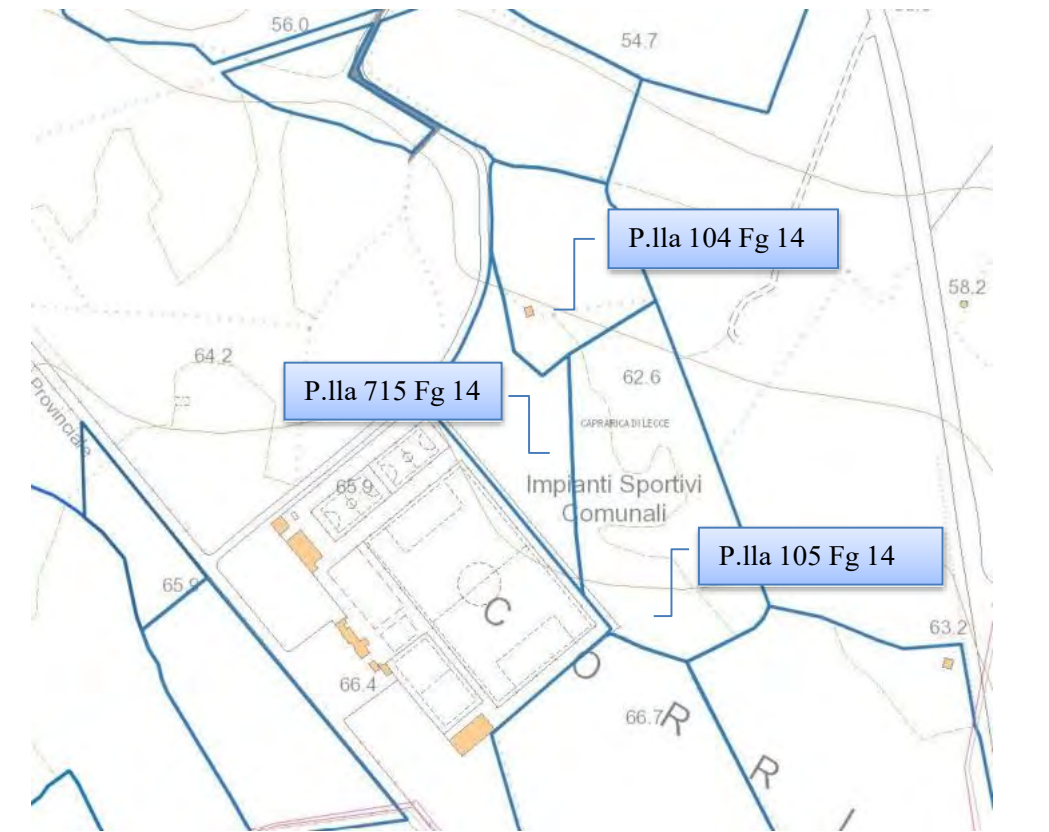 56.0
54.7
P.lla 104 Fg 14
58.2
64.2
P.lla 715 Fg 14
62.6
Provinciale
CAPRARICA DI LECCE
65.9
Impianti Sportivi
Comunali
P.lla 105 Fg 14
65.9
C
63.2
O
66.4
66.7
R
R
I